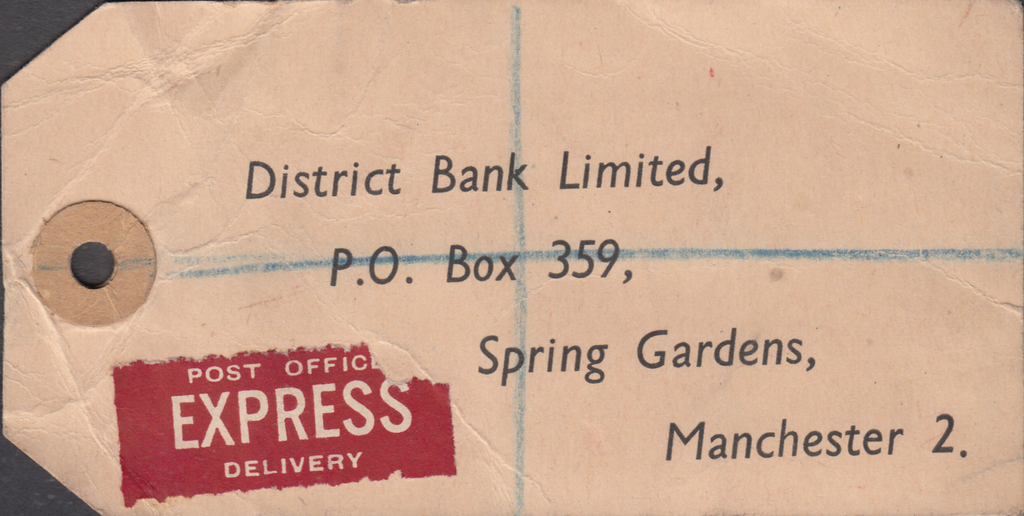 District Bank Limited,
P.O. Box 359,
Spring Gardens,
Manchester 2.
POST OFFICE
EXPRESS
DELIVERY